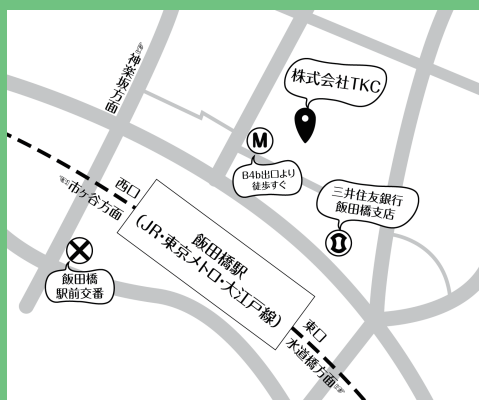 株式会社TKC
神楽坂方面
M
B4b出口より
徒歩すぐ
三井住友銀行
飯田橋支店
西口
市ヶ谷方面
飯田橋駅
(JR・東京メトロ・大江戸線)
飯田橋
駅前交番
東口
水道橋方面